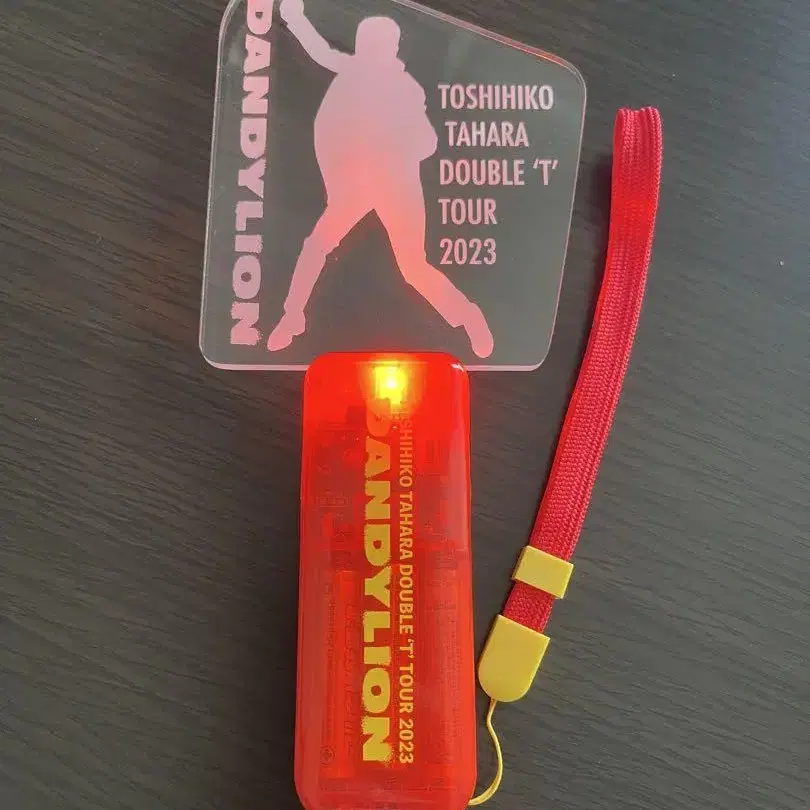 DANDYLION
TOSHIHIKO
TAHARA
DOUBLE 'T'
TOUR
2023
TOSHIHIKO TAHARA DOUBLE 'T' TOUR 2023
DANDYLION